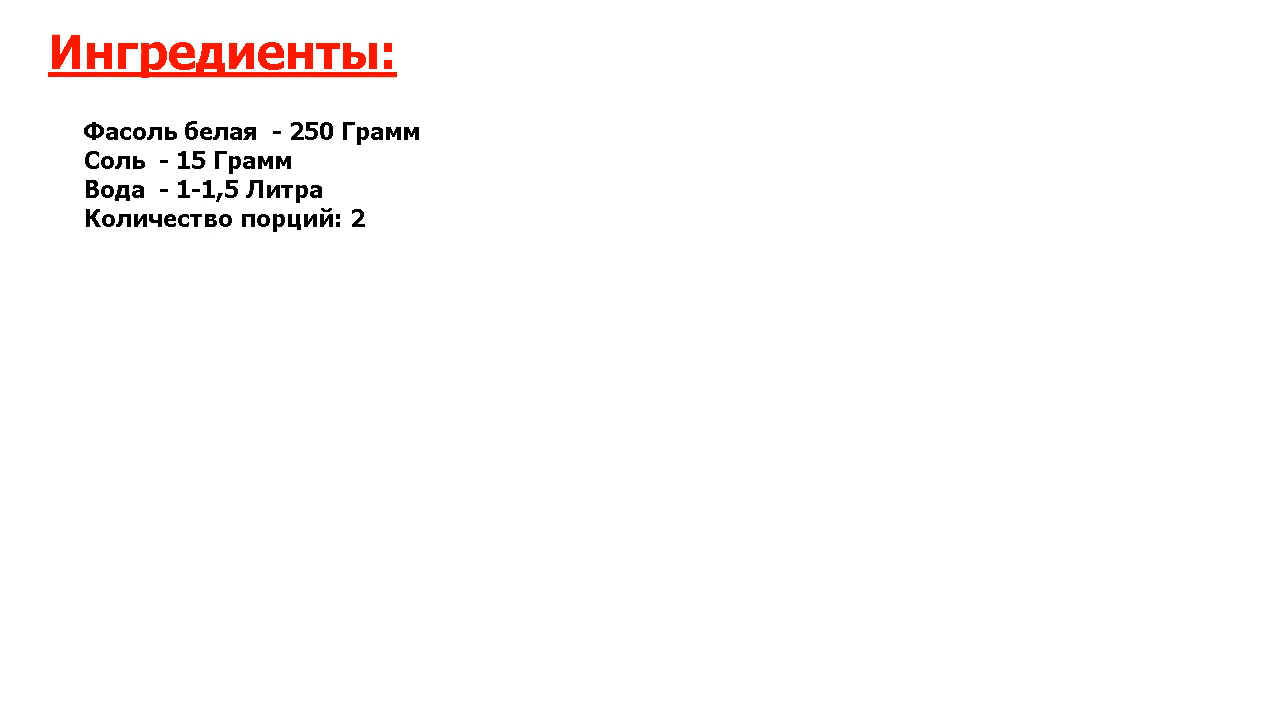 Ингредиенты:
Фасоль белая  - 250 Грамм
Соль  - 15 Грамм
Вода  - 1-1,5 Литра
Количество порций: 2